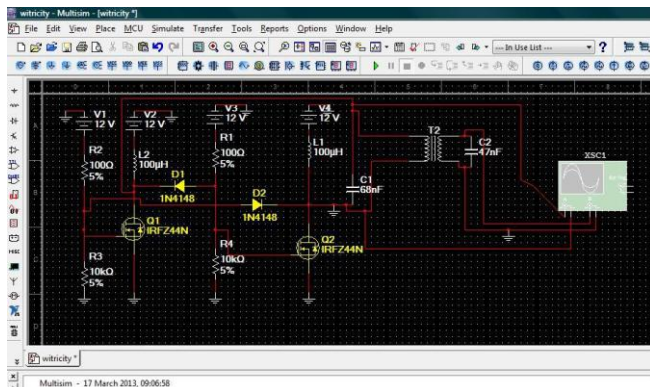 witricity - Multisim - [witricity *]
File Edit View Place MCU Simulate Transfer Tools Reports Options Window Help
--- In Use List ---
V1
12 V
V2
12 V
V3
12 V
V4
12 V
R2
100Ω
5%
L2
100µH
R1
100Ω
5%
L1
100µH
T2
C2
47nF
XSC1
D1
1N4148
D2
1N4148
C1
68nF
Q1
IRFZ44N
Q2
IRFZ44N
R3
10kΩ
5%
R4
10kΩ
5%
witricity *
Multisim - 17 March 2013, 09:06:58